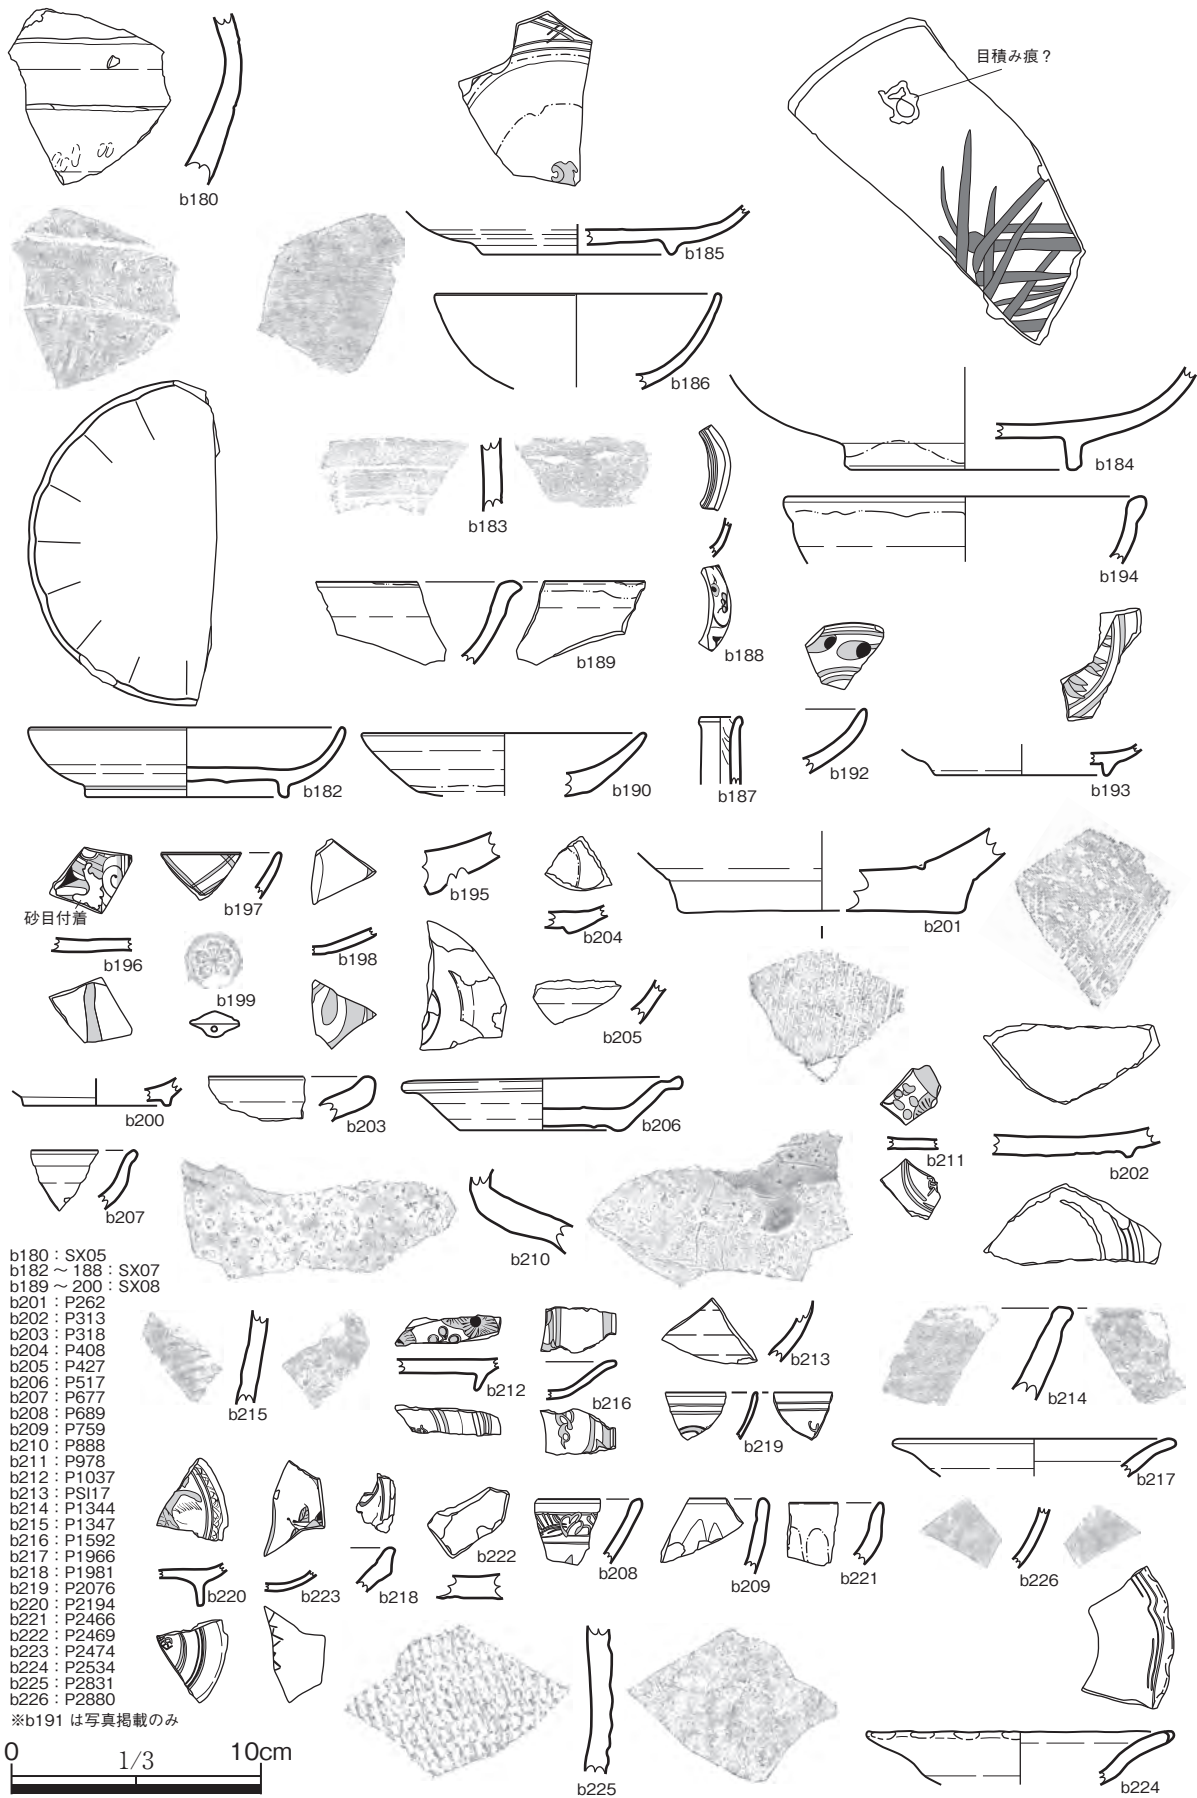 目積み痕？
b180
b185
b186
b184
b183
b194
b189
b188
b182
b190
b187
b192
b193
砂目付着
b196
b197
b199
b198
b195
b204
b205
b201
b200
b203
b206
b211
b202
b207
b210
b215
b212
b216
b213
b219
b214
b217
b220
b223
b218
b222
b208
b209
b221
b226
b225
b224
b180：SX05
b182～188：SX07
b189～200：SX08
b201：P262
b202：P313
b203：P318
b204：P408
b205：P427
b206：P517
b207：P677
b208：P689
b209：P759
b210：P888
b211：P978
b212：P1037
b213：PSI17
b214：P1344
b215：P1347
b216：P1592
b217：P1966
b218：P1981
b219：P2076
b220：P2194
b221：P2466
b222：P2469
b223：P2474
b224：P2534
b225：P2831
b226：P2880
※b191 は写真掲載のみ
0 1/3 10cm